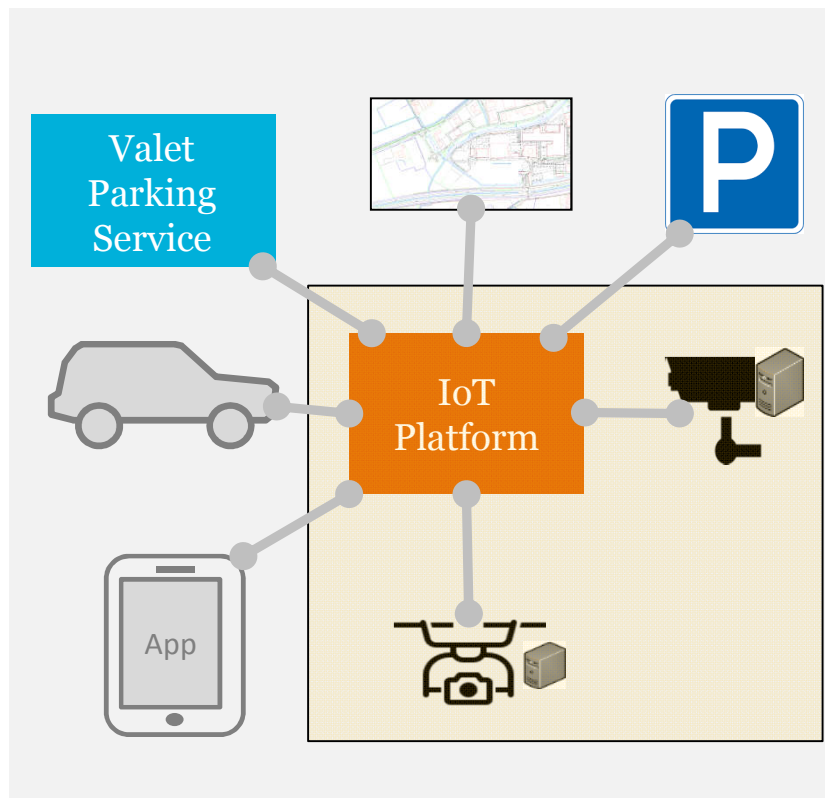 Valet
Parking
Service
P
IoT
Platform
App